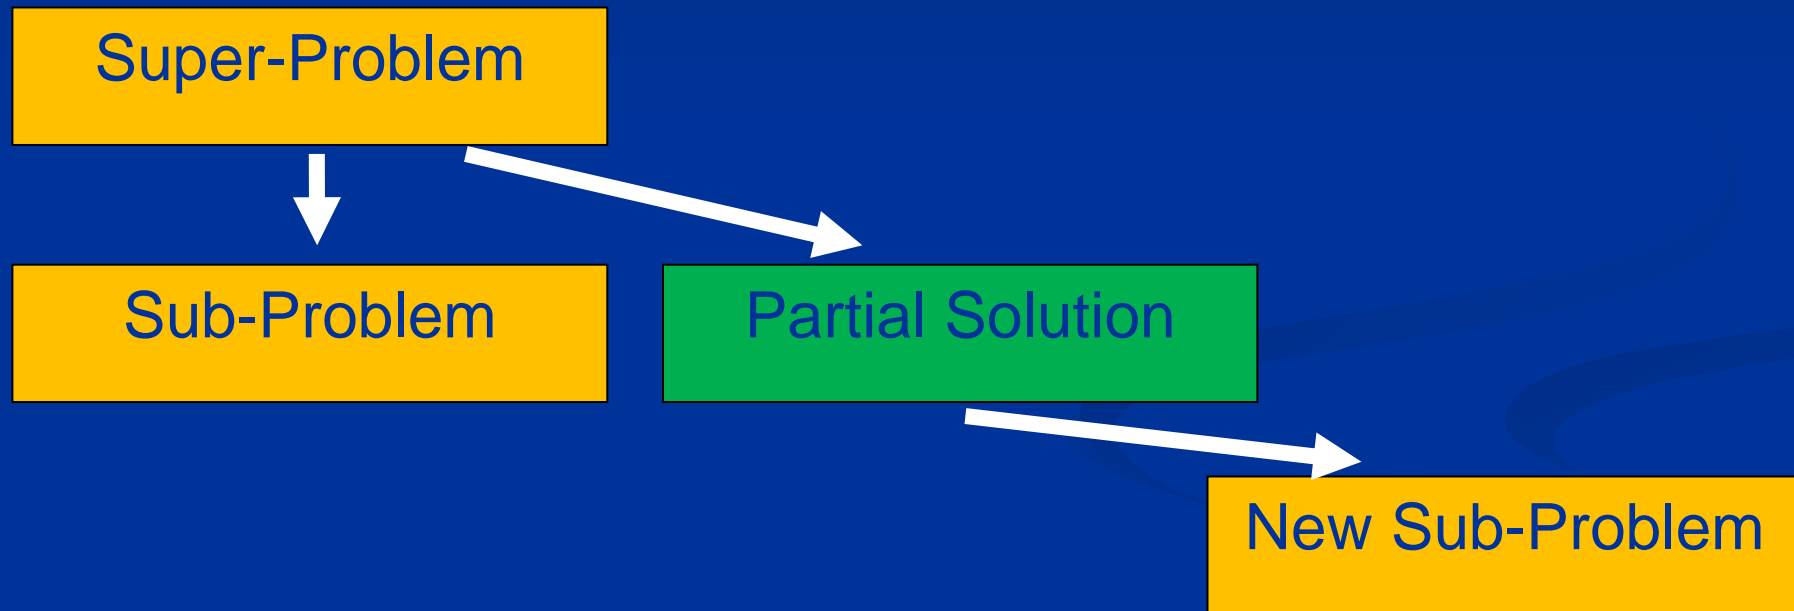 Super-Problem
Sub-Problem
Partial Solution
New Sub-Problem